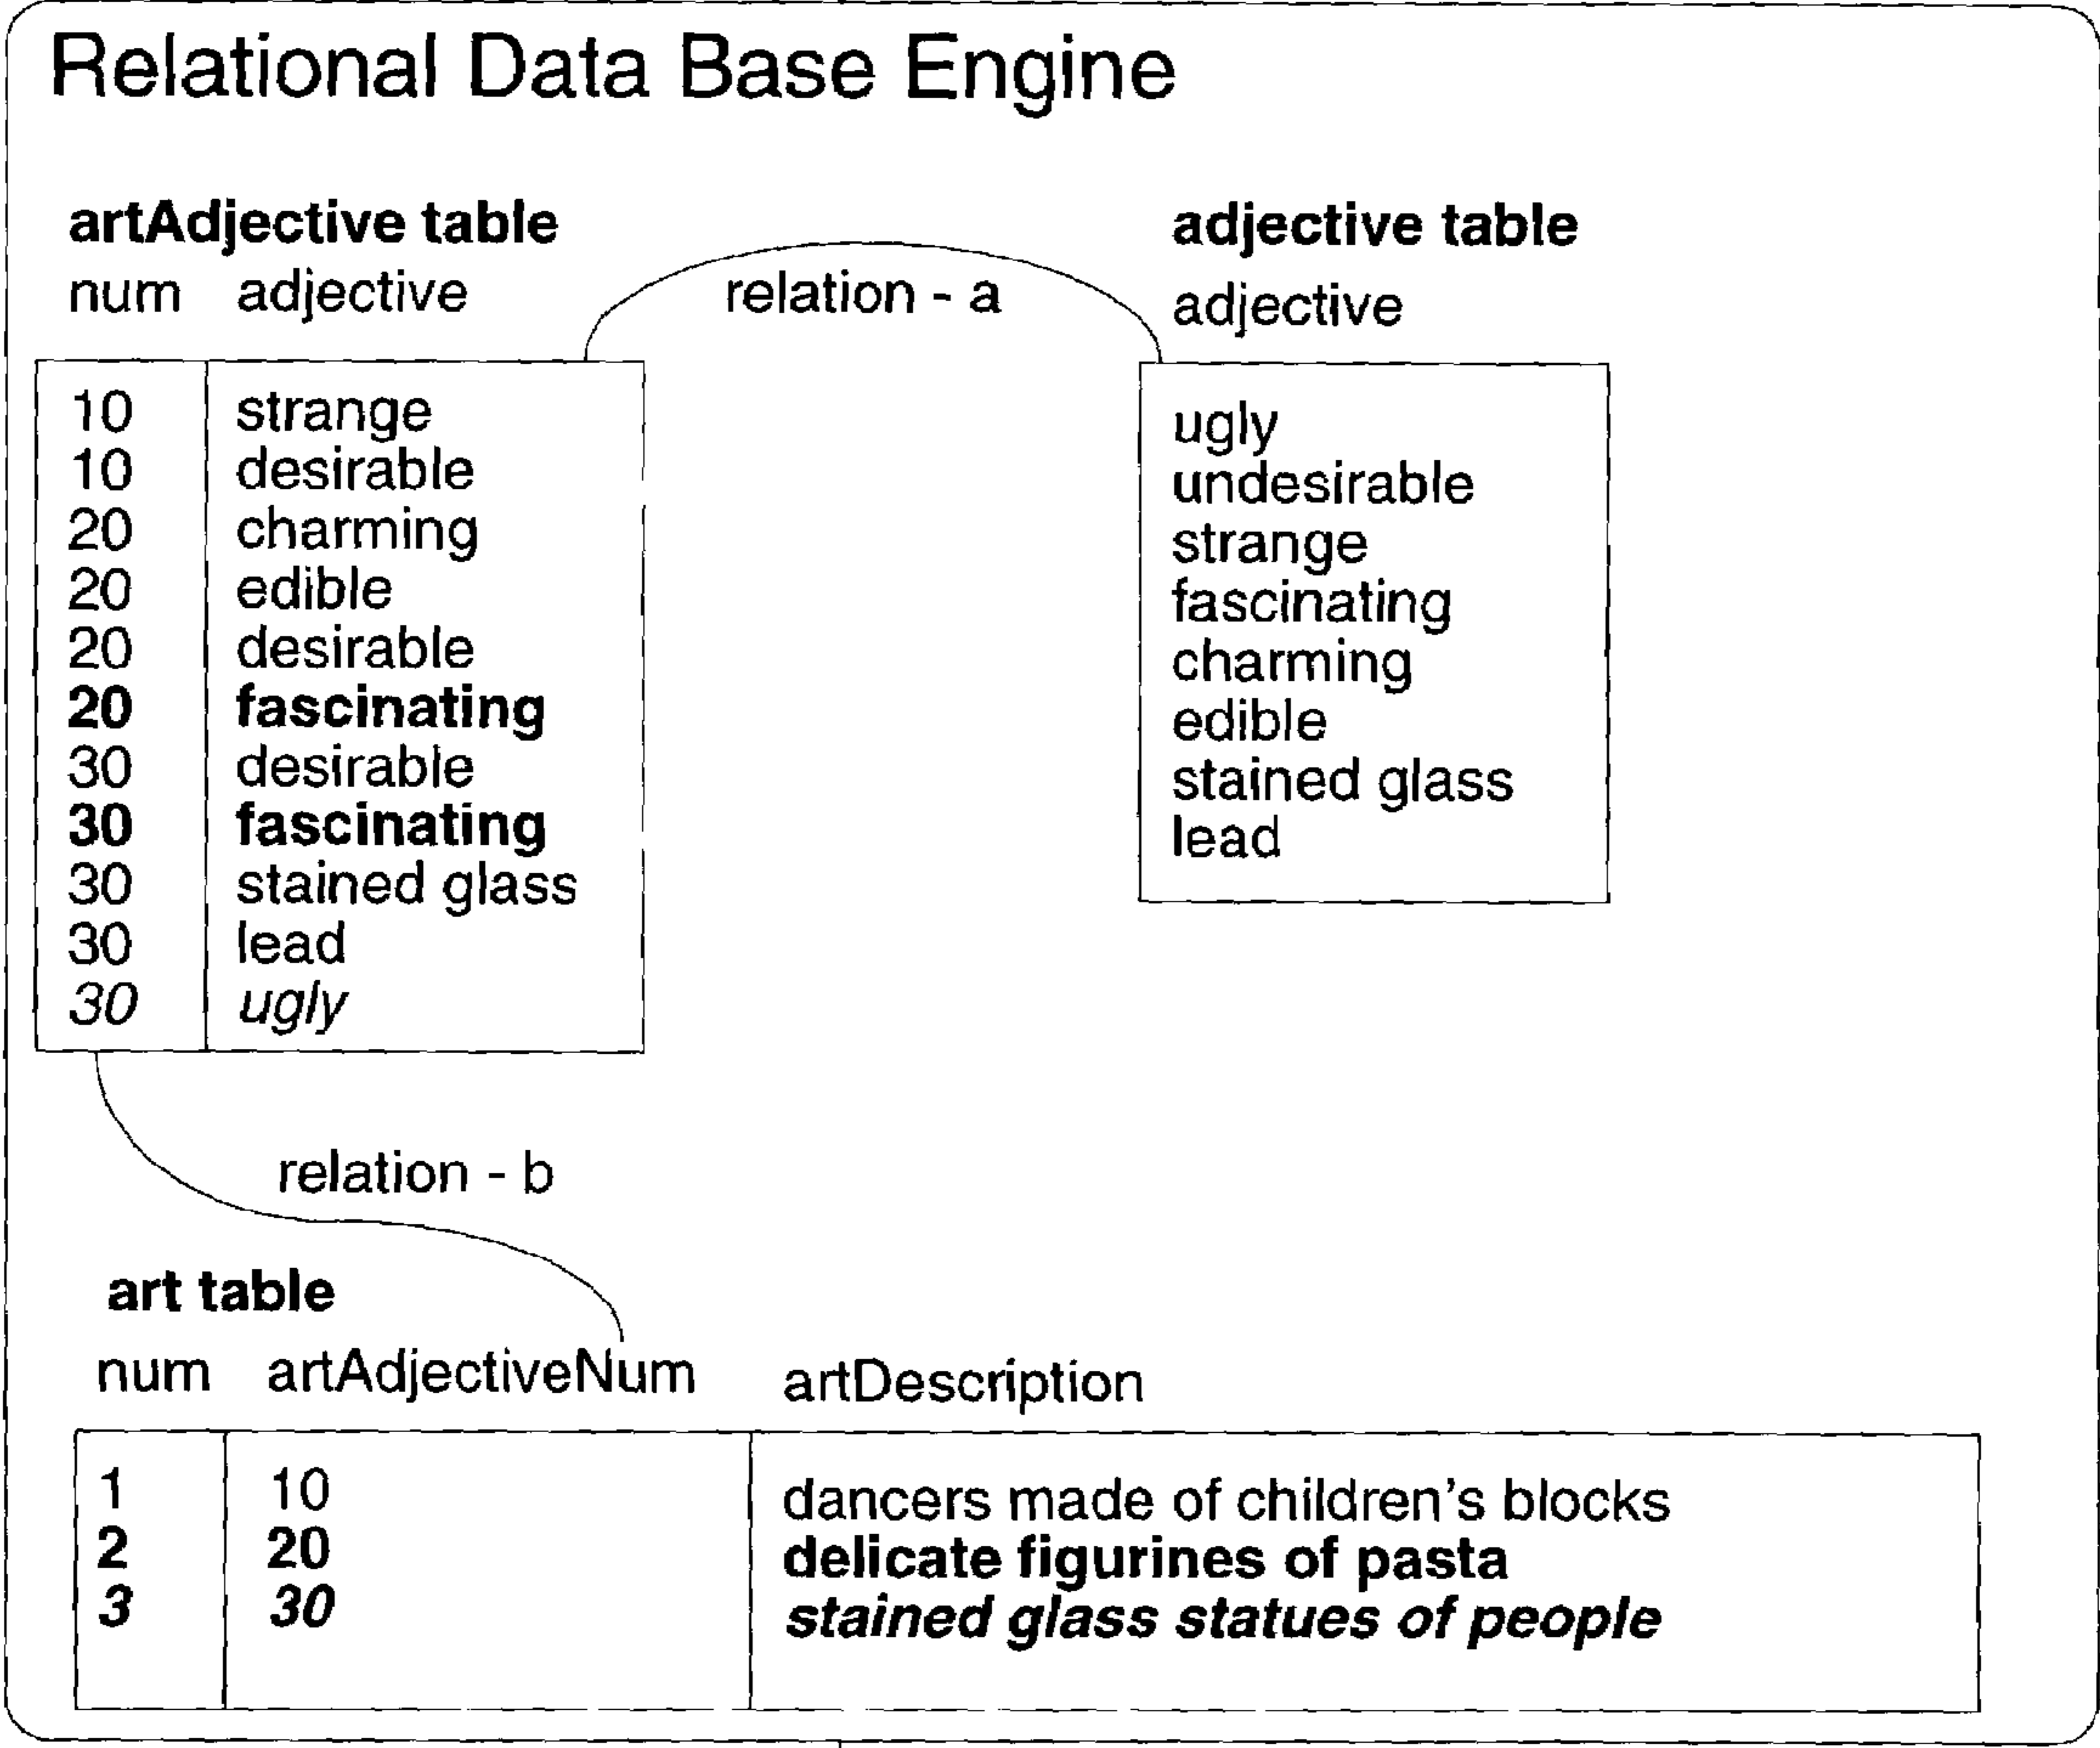 Relational Data Base Engine
artAdjective table
num adjective
relation - a
10 strange
10 desirable
20 charming
20 edible
20 desirable
20 fascinating
30 desirable
30 fascinating
30 stained glass
30 lead
30 ugly
adjective table
adjective
ugly
undesirable
strange
fascinating
charming
edible
stained glass
lead
relation - b
art table
num artAdjectiveNum artDescription
1 10 dancers made of children's blocks
2 20 delicate figurines of pasta
3 30 stained glass statues of people